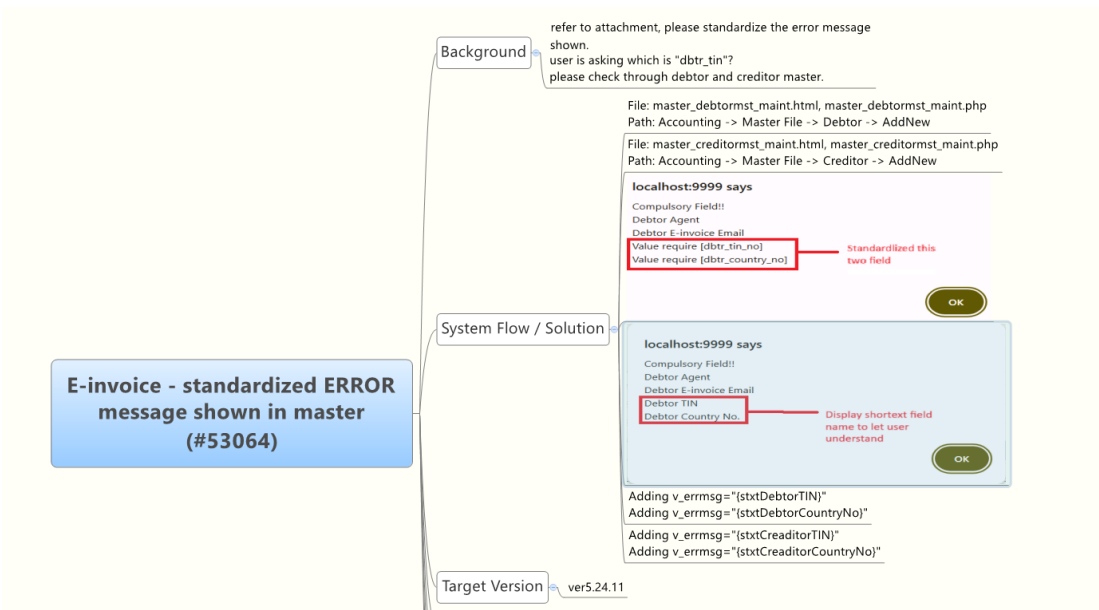 refer to attachment, please standardize the error message
shown.
Background
user is asking which is "dbtr_tin"?
please check through debtor and creditor master.
File: master_debtormst_maint.html, master_debtormst_maint.php
Path: Accounting -> Master File -> Debtor -> AddNew
File: master_creditormst_maint.html, master_creditormst_maint.php
Path: Accounting -> Master File -> Creditor -> AddNew
localhost:9999 says
Compulsory Field!!
Debtor Agent
Debtor E-invoice Email
Value require [dbtr_tin_no]
Value require [dbtr_country_no]
Standardlized this
two field
OK
System Flow / Solution
localhost:9999 says
Compulsory Field!!
Debtor Agent
Debtor E-invoice Email
Debtor TIN
Debtor Country No.
Display shortext field
name to let user
understand
OK
E-invoice - standardized ERROR
message shown in master
(#53064)
Adding v_errmsg="{stxtDebtorTIN}"
Adding v_errmsg="{stxtDebtorCountryNo}"
Adding v_errmsg="{stxtCreaditorTIN}"
Adding v_errmsg="{stxtCreaditorCountryNo}"
Target Version
ver5.24.11